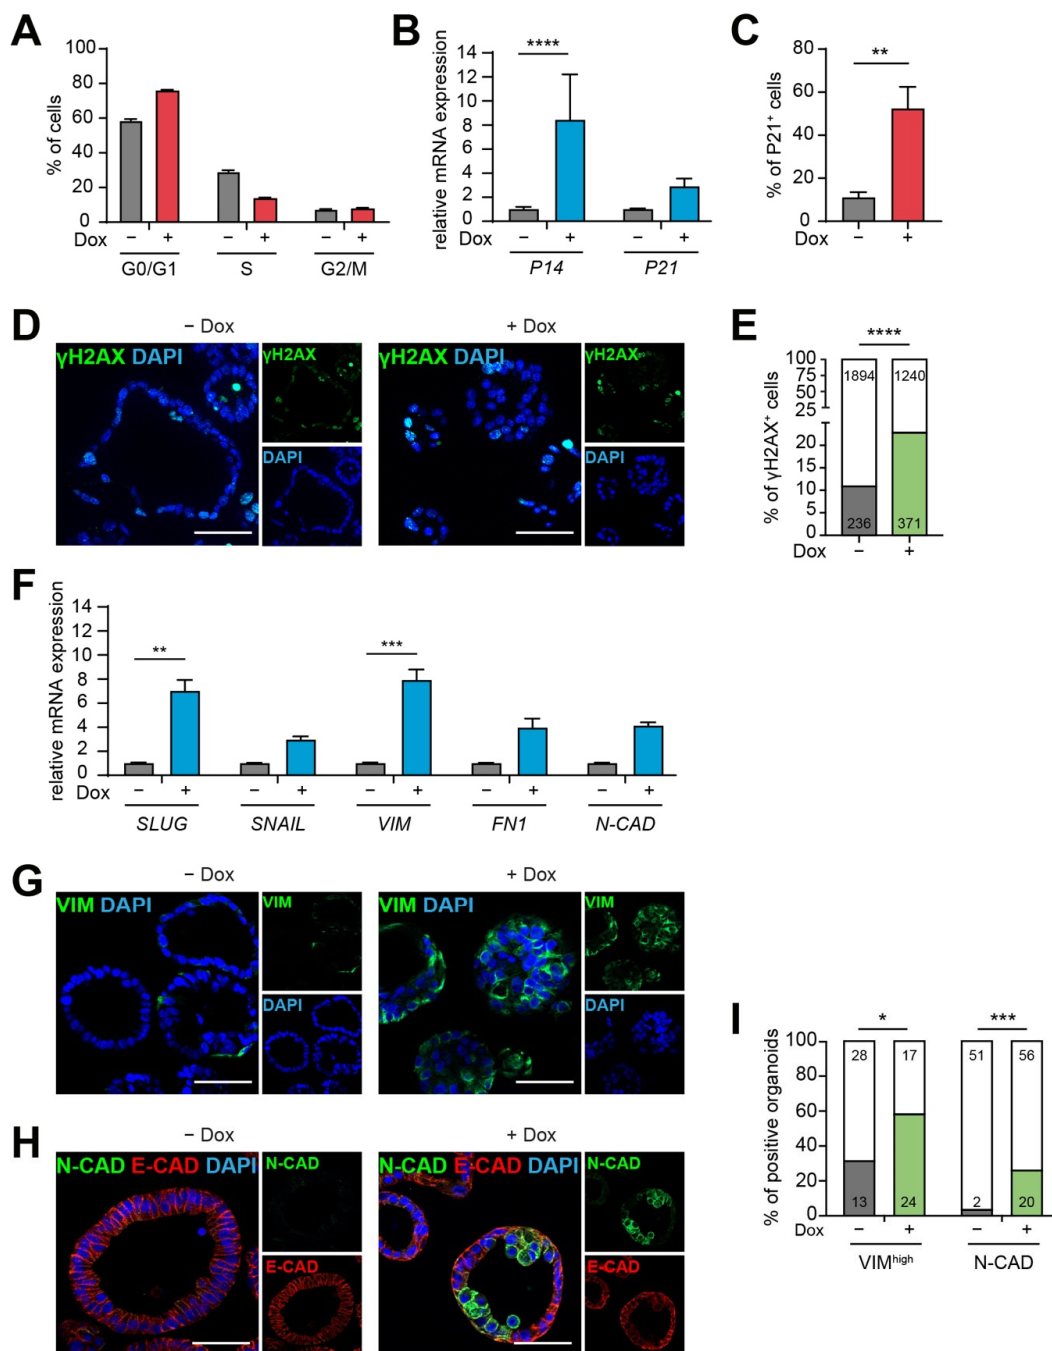 A
% of cells
80
60
40
20
0
Dox – + – + – +
G0/G1 S G2/M
B
relative mRNA expression
14
12
10
8
6
4
2
0
****
Dox – + – +
P14 P21
C
% of P21+ cells
80
60
40
20
0
**
Dox – +
D
– Dox + Dox
γH2AX DAPI
γH2AX
DAPI
γH2AX DAPI
γH2AX
DAPI
E
% of γH2AX+ cells
****
100
75
50
25
20
15
10
5
0
1894 1240
236 371
Dox – +
F
relative mRNA expression
14
12
10
8
6
4
2
0
** ***
Dox – + – + – + – + – +
SLUG SNAIL VIM FN1 N-CAD
G
– Dox + Dox
VIM DAPI
VIM
DAPI
VIM DAPI
VIM
DAPI
H
– Dox + Dox
N-CAD E-CAD DAPI
N-CAD
E-CAD
N-CAD E-CAD DAPI
N-CAD
E-CAD
I
% of positive organoids
* ***
100
80
60
40
20
0
28 17 51 56
13 24 2 20
Dox – + – +
VIMhigh N-CAD